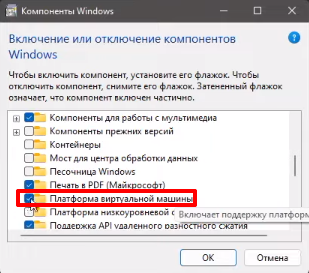 Компоненты Windows
Включение или отключение компонентов
Windows
Чтобы включить компонент, установите его флажок. Чтобы
отключить компонент, снимите его флажок. Затененный флажок
означает, что компонент включен частично.
Компоненты для работы с мультимедиа
Компоненты прежних версий
Контейнеры
Мост для центра обработки данных
Песочница Windows
Печать в PDF (Майкрософт)
Платформа виртуальной машины
Платформа низкоуровневой
Включает поддержку платформ
Поддержка API удаленного разностного сжатия
OK
Отмена